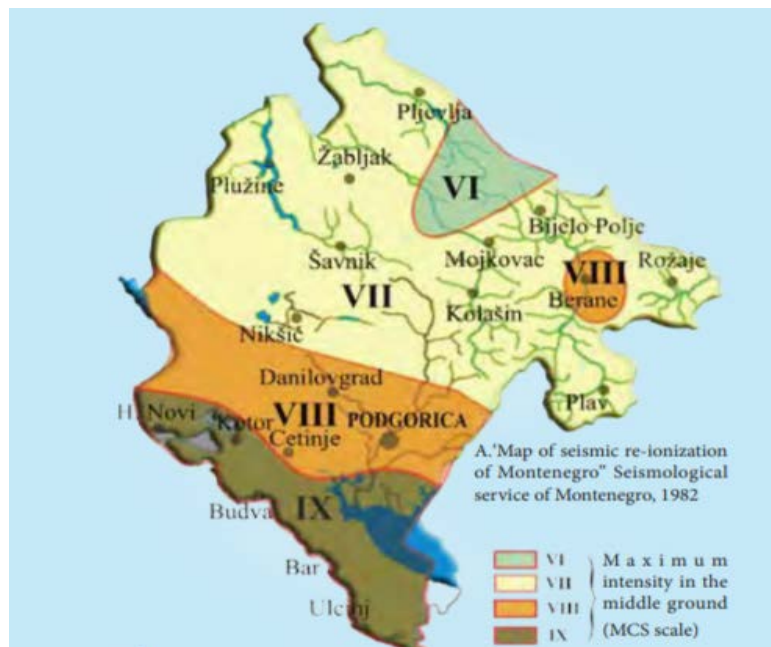 Pljevlja
Žabljak
VI
Plužine
Bijelo Polje
Šavnik
Mojkovac
VIII
Rožaje
VII
Berane
Kolašin
Nikšić
Danilovgrad
Plav
H. Novi
Kotor
VIII
PODGORICA
Cetinje
A.'Map of seismic re-ionization
of Montenegro" Seismological
service of Montenegro, 1982
IX
Budva
Bar
Ulcinj
VI
VII
VIII
IX
Maximum
intensity in the
middle ground
(MCS scale)